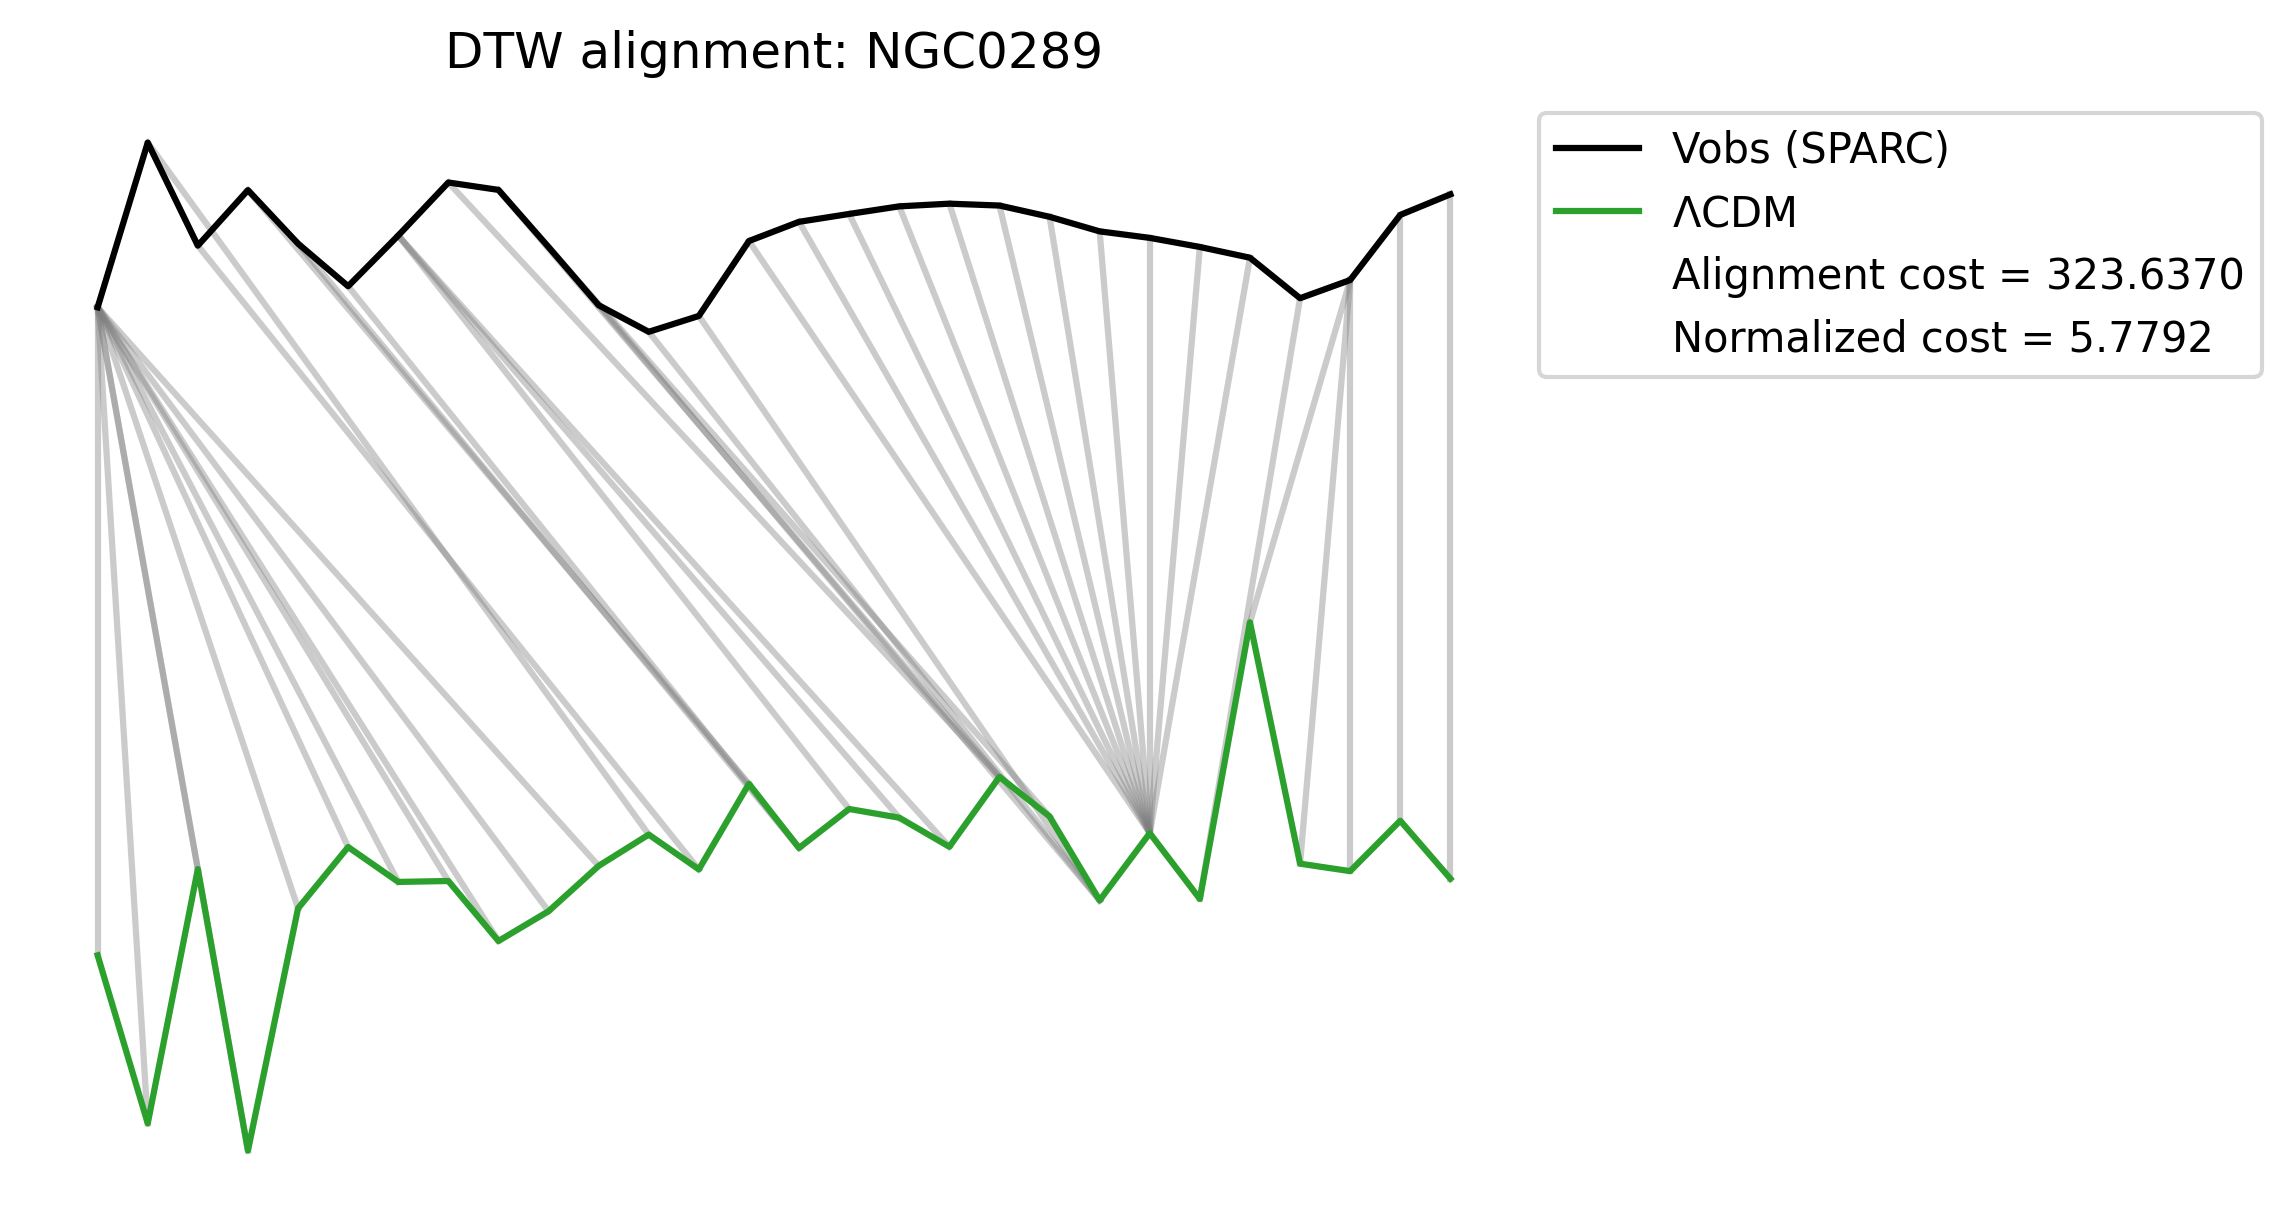 DTW alignment: NGC0289
Vobs (SPARC)
ΛCDM
Alignment cost = 323.6370
Normalized cost = 5.7792